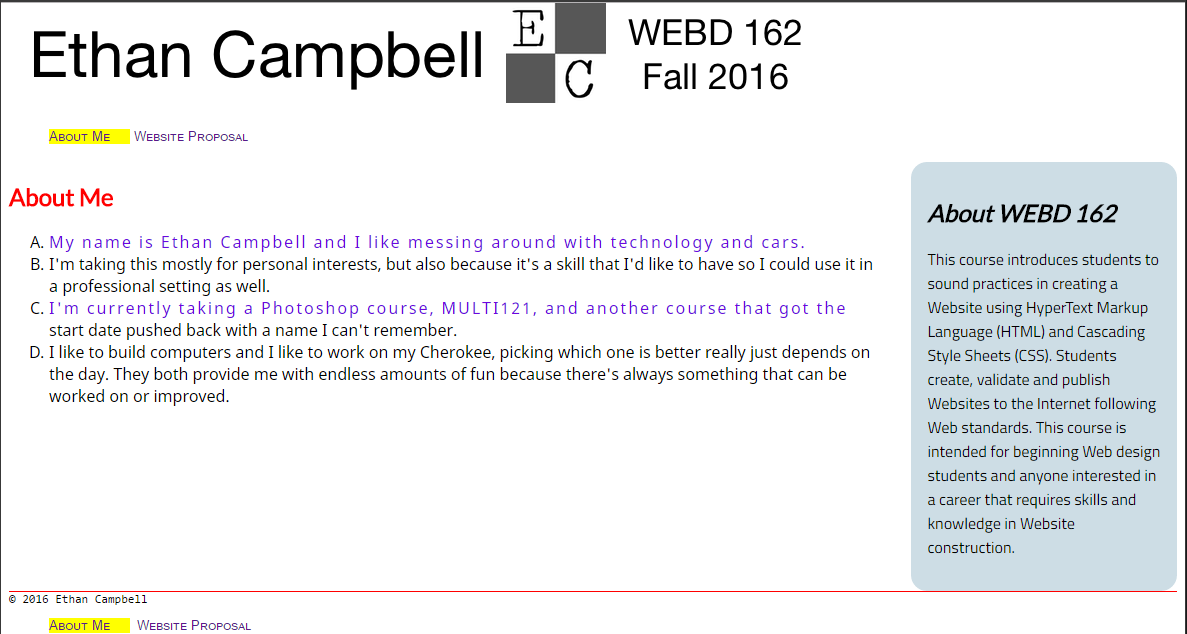 Ethan Campbell
E
C
WEBD 162
Fall 2016
About Me Website Proposal
About Me
A. My name is Ethan Campbell and I like messing around with technology and cars.
B. I'm taking this mostly for personal interests, but also because it's a skill that I'd like to have so I could use it in
a professional setting as well.
C. I'm currently taking a Photoshop course, MULTI121, and another course that got the
start date pushed back with a name I can't remember.
D. I like to build computers and I like to work on my Cherokee, picking which one is better really just depends on
the day. They both provide me with endless amounts of fun because there's always something that can be
worked on or improved.
About WEBD 162
This course introduces students to
sound practices in creating a
Website using HyperText Markup
Language (HTML) and Cascading
Style Sheets (CSS). Students
create, validate and publish
Websites to the Internet following
Web standards. This course is
intended for beginning Web design
students and anyone interested in
a career that requires skills and
knowledge in Website
construction.
© 2016 Ethan Campbell
About Me Website Proposal